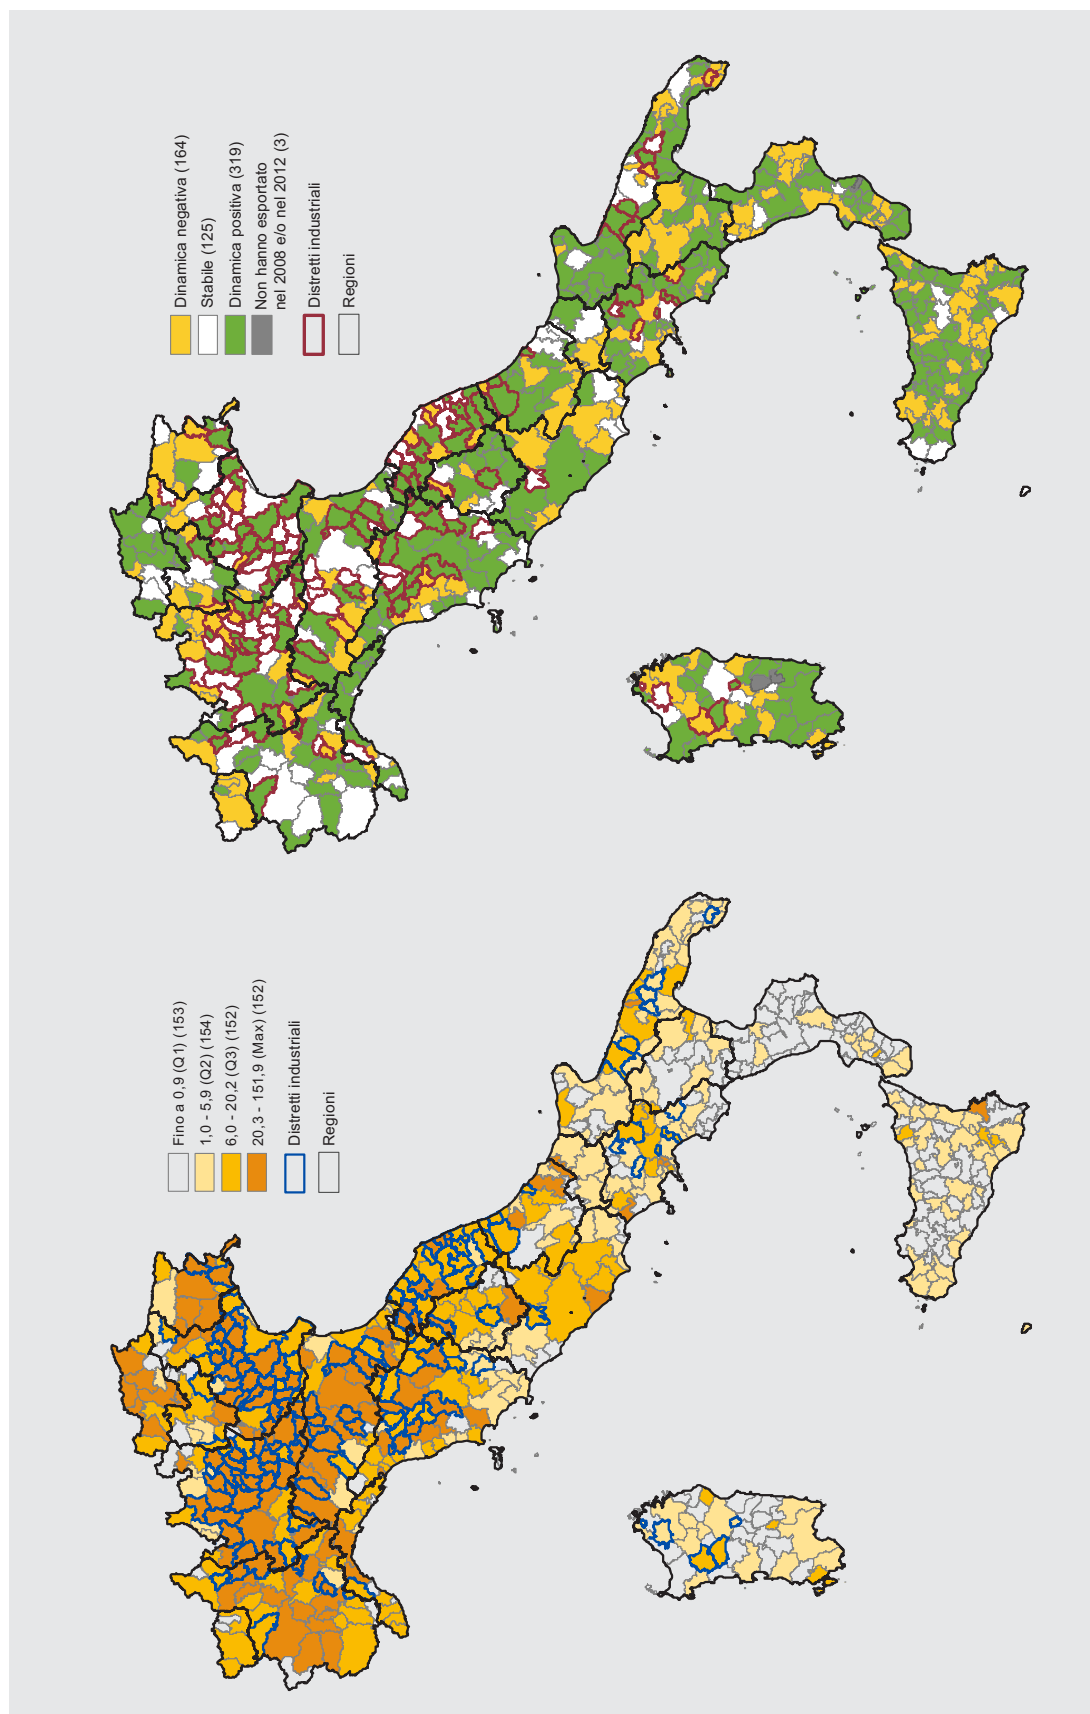 Fino a 0,9 (Q1) (153)
1,0 - 5,9 (Q2) (154)
6,0 - 20,2 (Q3) (152)
20,3 - 151,9 (Max) (152)
Distretti industriali
Regioni
Dinamica negativa (164)
Stabile (125)
Dinamica positiva (319)
Non hanno esportato
nel 2008 e/o nel 2012 (3)
Distretti industriali
Regioni